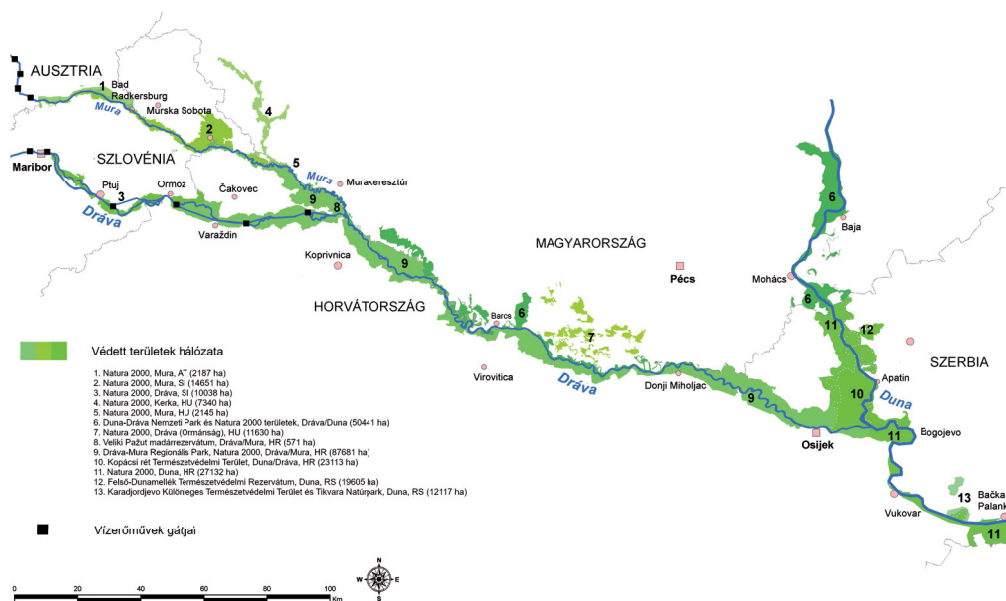 AUSZTRIA
1
Bad
Radkersburg
Mura
Murska Sobota
4
2
SZLOVÉNIA
Maribor
Ptuj
3
Ormoz
Čakovec
5
Mura
Murakeresztúr
9
8
Dráva
Varaždin
Koprivnica
9
MAGYARORSZÁG
Pécs
6
Baja
Mohács
HORVÁTORSZÁG
6
11
12
SZERBIA
Barcs
6
7
Virovitica
Dráva
Donji Miholjac
9
Apatin
Duna
10
Osijek
11
Bogojevo
Vukovar
13
Bačka
Palank
11
Védett területek hálózata
1. Natura 2000, Mura, A (2187 ha)
2. Natura 2000, Mura, S (14651 ha)
3. Natura 2000, Dráva, SI (10038 ha)
4. Natura 2000, Kerka, HU (7340 ha)
5. Natura 2000, Mura, HJ (2145 ha)
6. Duna-Dráva Nemzeti Park és Natura 2000 területek, Dráva/Duna
7. Natura 2000, Dráva (Ormánság), HU (11630 ha)
8. Veliki Pažut madárrezervátum, Dráva/Mura, HR (571 ha)
9. Dráva-Mura Regionális Park, Natura 2000, Dráva/Mura, HR (87681 ha)
10. Kopácsi rét Természetvédelmi Terület, Duna/Dráva, HR (23113 ha)
11. Natura 2000, Duna, HR (27132 ha)
12. Felső-Dunamellék Természetvédelmi Rezervátum, Duna, RS (19605 ha)
13. Karadjordjevo Különeges Természetvédelmi Terület és Tikvara Natúrpark, Duna, RS (12117 ha)
Vízerőművek gátjai
N
W E
S
0 20 40 60 80 100
Km